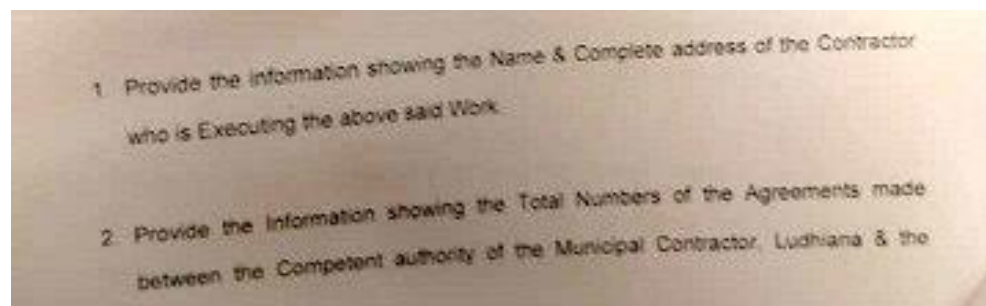 1. Provide the information showing the Name & Complete address of the Contractor
who is Executing the above said Work.
2. Provide the Information showing the Total Numbers of the Agreements made
between the Competent authority of the Municipal Contractor, Ludhiana & the